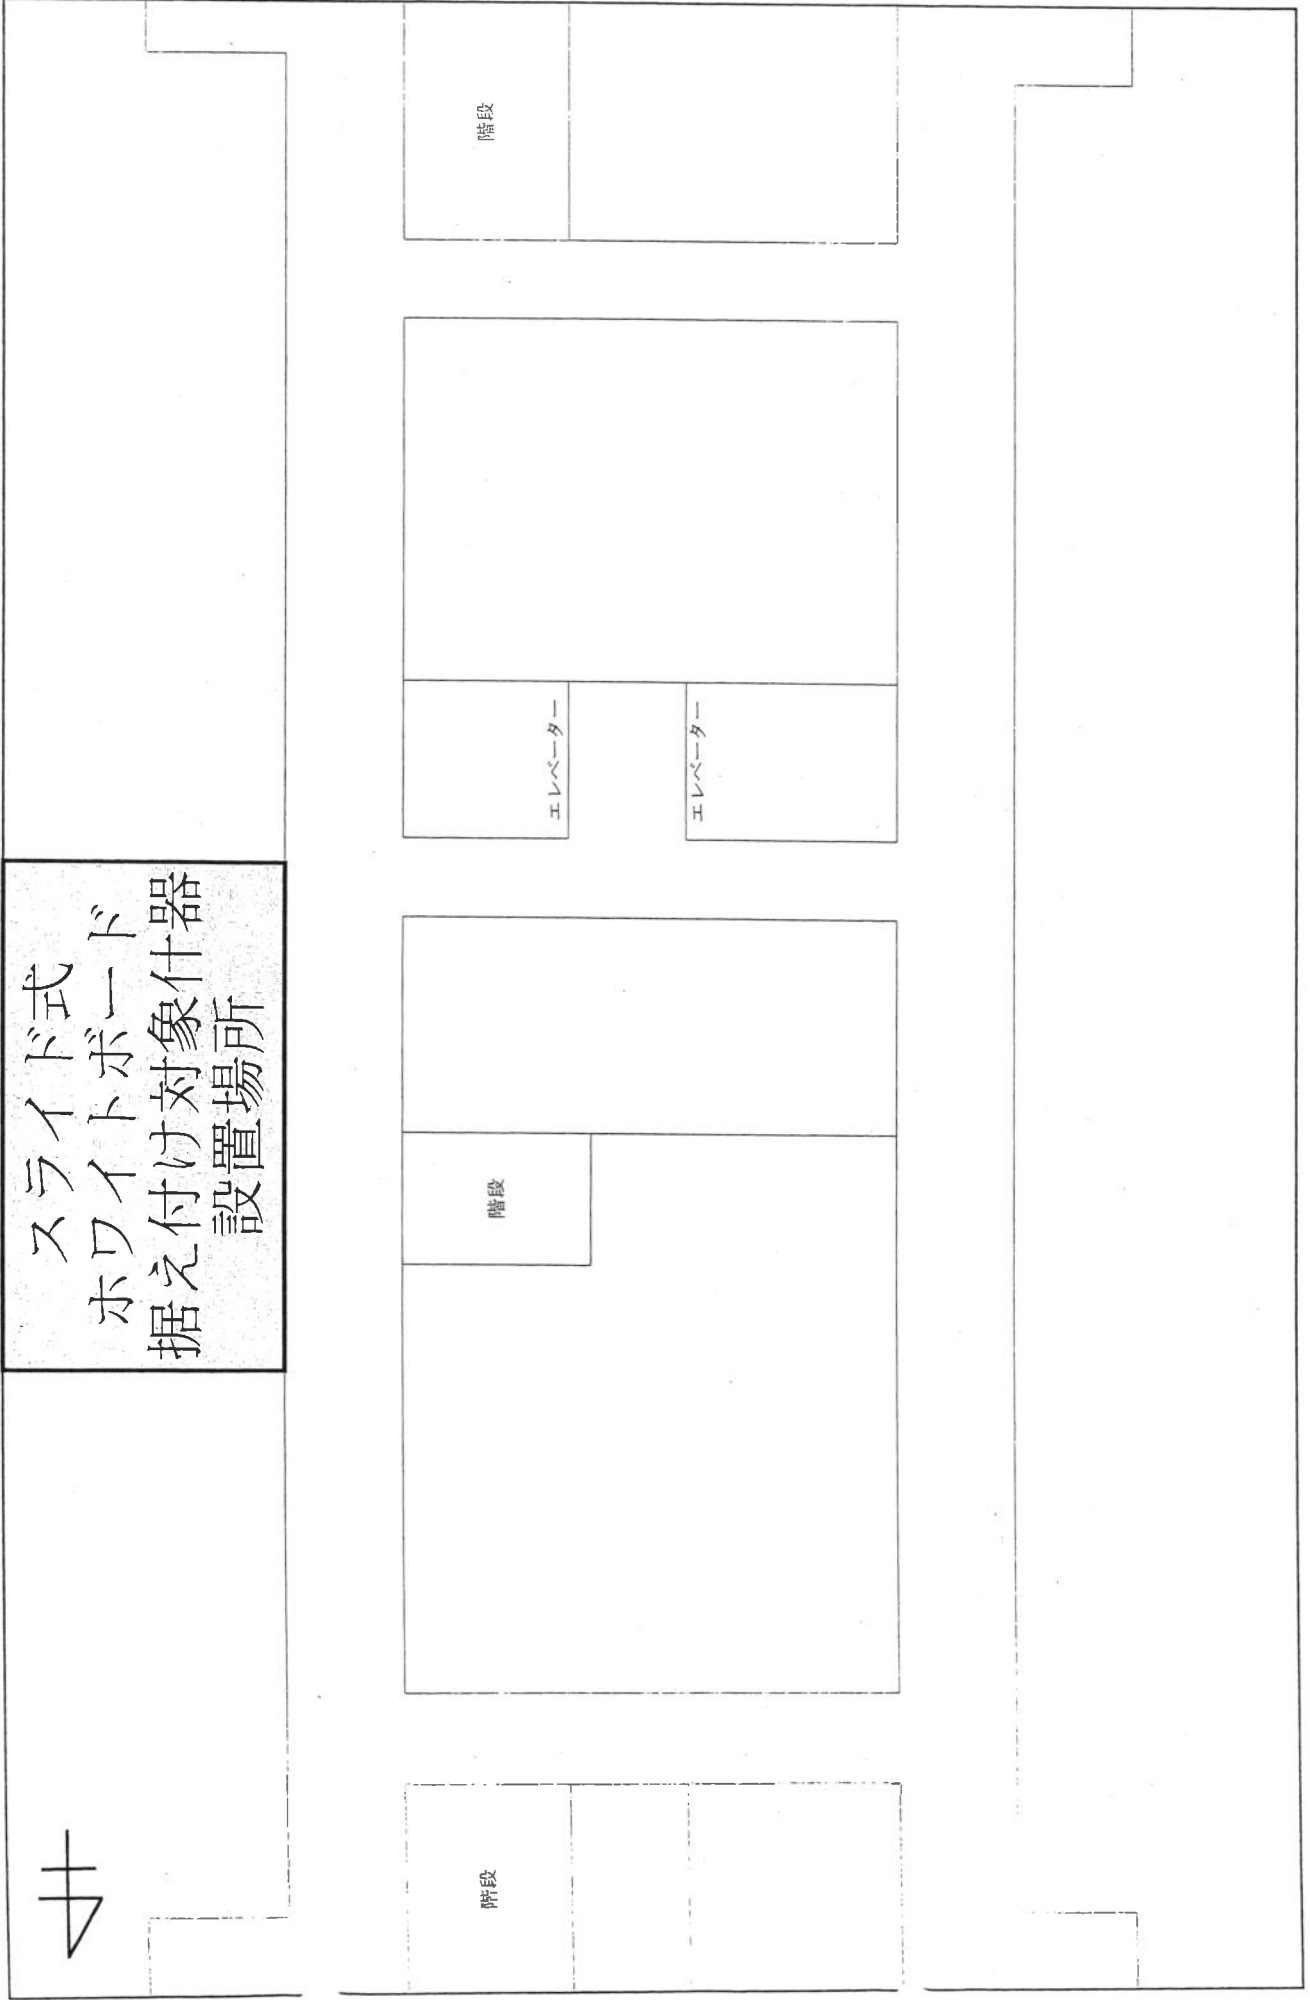 スライド式
ホワイトボード
据え付け対象什器
設置場所
階段
階段
階段
エレベーター
エレベーター